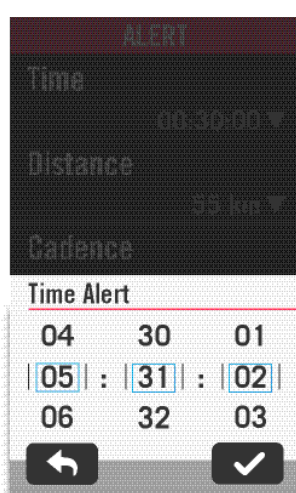 ALERT
Time
00:30:00
Distance
55 km
Cadence
Time Alert
04 30 01
05 : 31 : 02
06 32 03